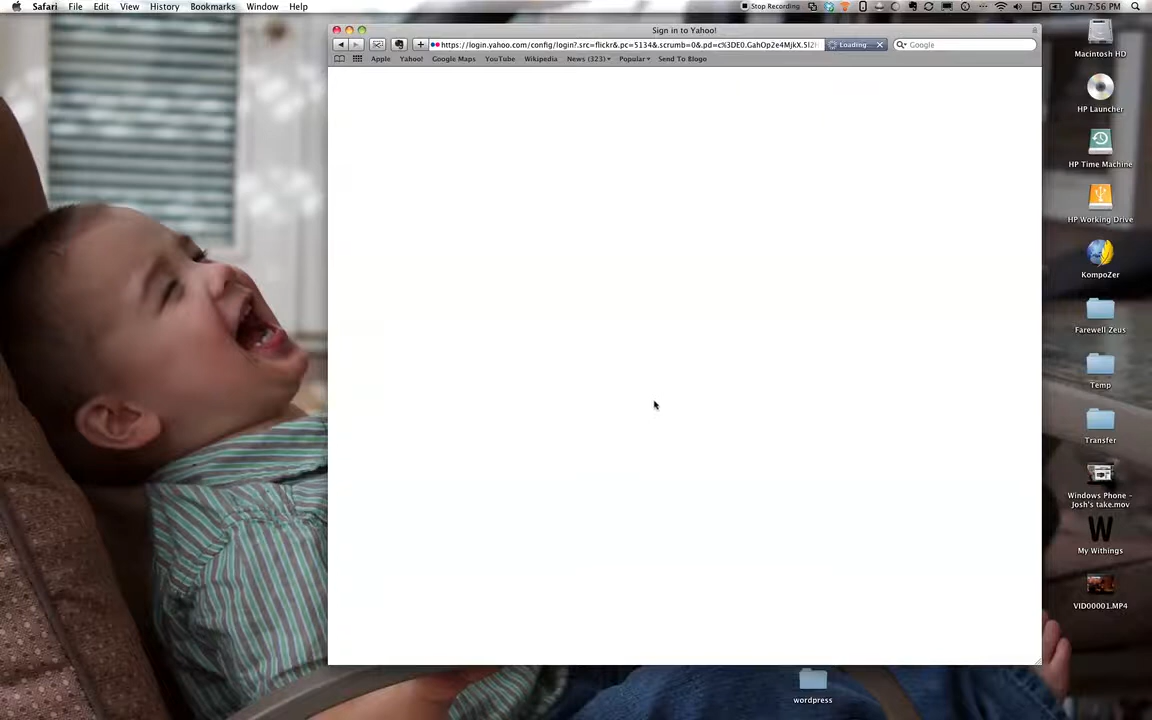 Safari File Edit View History Bookmarks Window Help
Stop Recording
Sun 7:56 PM
Sign in to Yahoo!
https://login.yahoo.com/config/login?.src=flickr&.pc=5134&.scrumb=0&.pd=c%3DE0.GahOp2e4MjkX.5l2H
Loading
Google
Apple Yahoo! Google Maps YouTube Wikipedia News (323) Popular Send To Blogo
Macintosh HD
HP Launcher
HP Time Machine
HP Working Drive
KompoZer
Farewell Zeus
Temp
Transfer
Windows Phone -
Josh's take.mov
W
My Withings
VID00001.MP4
wordpress